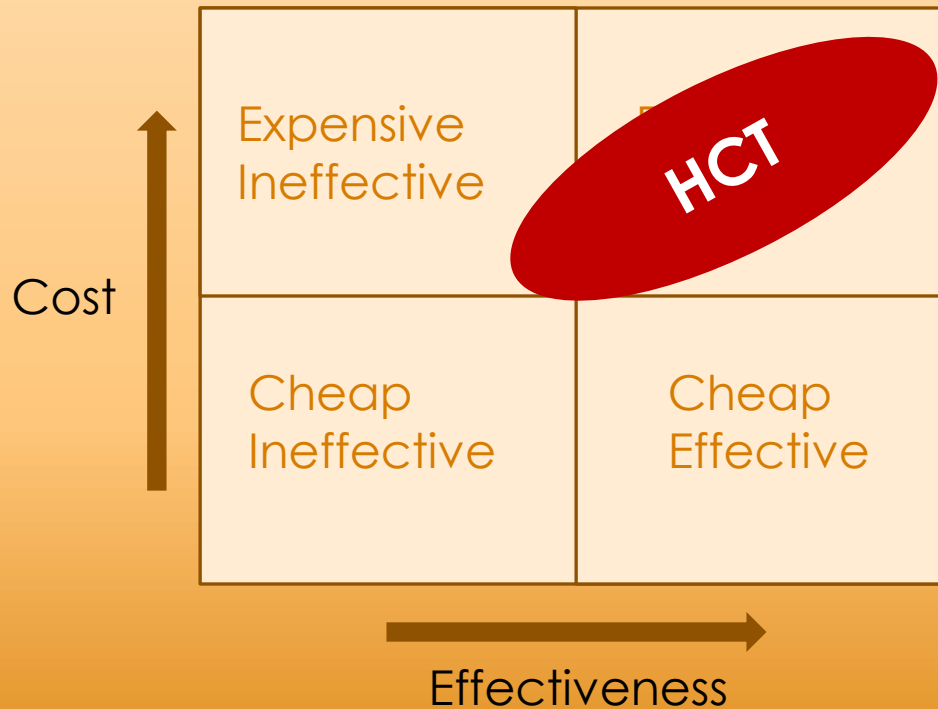 Expensive
Ineffective
HCT
Cost
Cheap
Ineffective
Cheap
Effective
Effectiveness